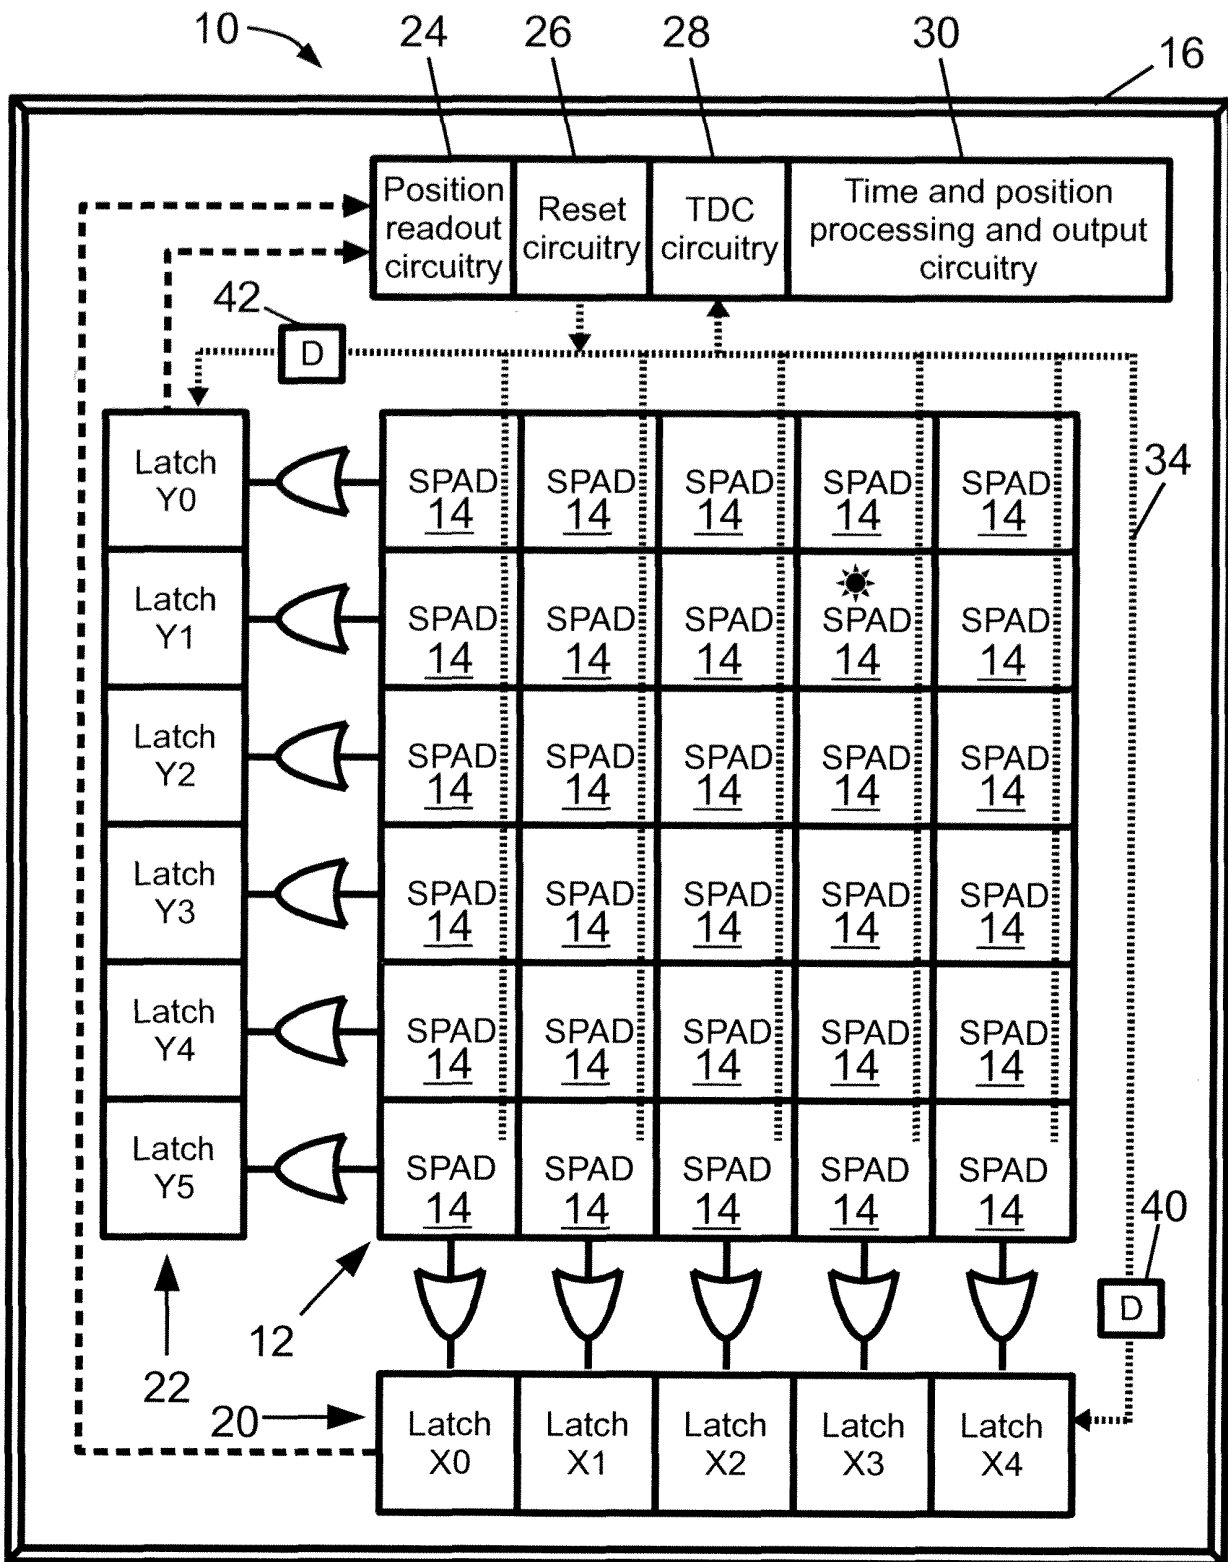 10
24
26
28
30
16
Position
readout
circuitry
Reset
circuitry
TDC
circuitry
Time and position
processing and output
circuitry
42
D
34
Latch
Y0
SPAD SPAD SPAD SPAD SPAD
14 14 14 14 14
Latch
Y1
SPAD SPAD SPAD SPAD SPAD
14 14 14 14 14
Latch
Y2
SPAD SPAD SPAD SPAD SPAD
14 14 14 14 14
Latch
Y3
SPAD SPAD SPAD SPAD SPAD
14 14 14 14 14
Latch
Y4
SPAD SPAD SPAD SPAD SPAD
14 14 14 14 14
Latch
Y5
SPAD SPAD SPAD SPAD SPAD
14 14 14 14 14
40
D
12
22
20
Latch
X0
Latch
X1
Latch
X2
Latch
X3
Latch
X4